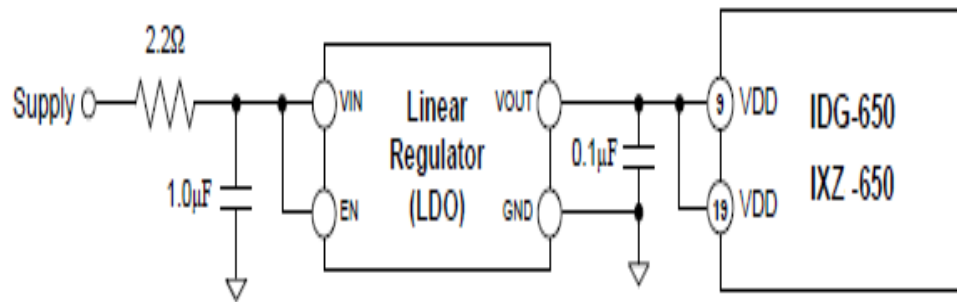 2.2Ω
Supply
1.0µF
VIN
EN
Linear
Regulator
(LDO)
VOUT
GND
0.1µF
9 VDD
19 VDD
IDG-650
IXZ -650